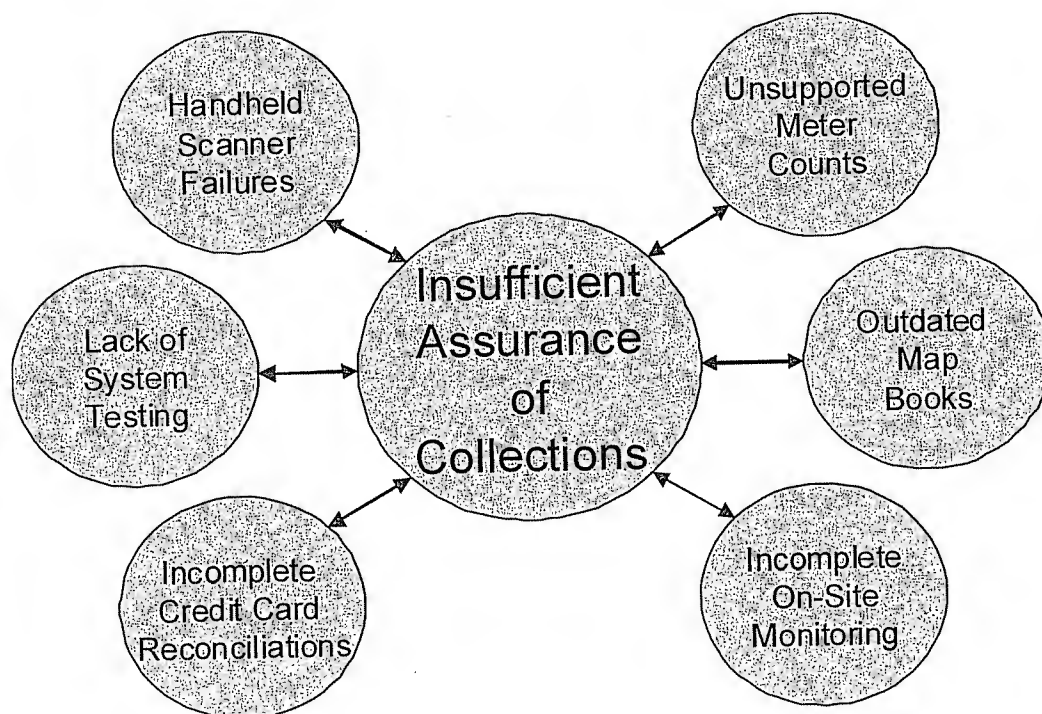 Handheld
Scanner
Failures
Unsupported
Meter
Counts
Insufficient
Assurance
of
Collections
Lack of
System
Testing
Outdated
Map
Books
Incomplete
Credit Card
Reconciliations
Incomplete
On-Site
Monitoring